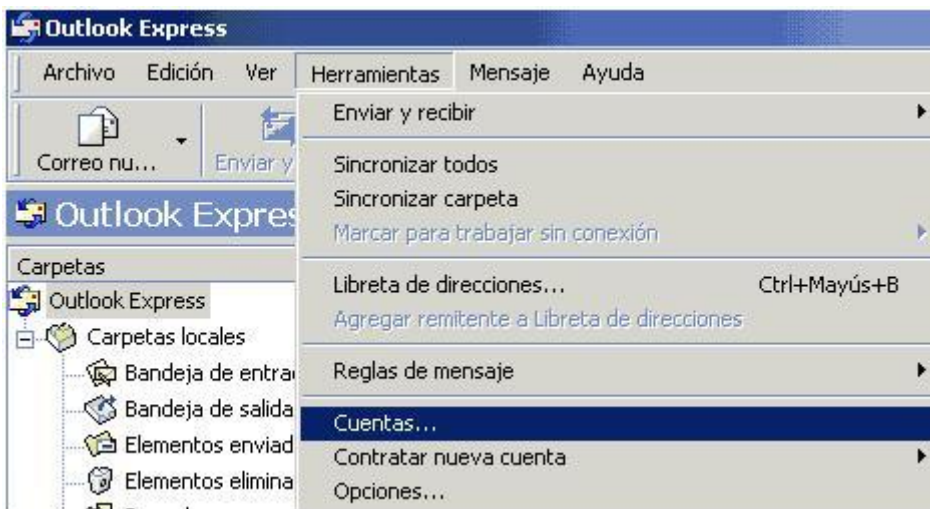 Outlook Express
Archivo Edición Ver Herramientas Mensaje Ayuda
Correo nu... Enviar y
Enviar y recibir
Sincronizar todos
Sincronizar carpeta
Marcar para trabajar sin conexión
Libreta de direcciones... Ctrl+Mayús+B
Agregar remitente a Libreta de direcciones
Reglas de mensaje
Cuentas...
Contratar nueva cuenta
Opciones...
Outlook Expres
Carpetas
Outlook Express
Carpetas locales
Bandeja de entra
Bandeja de salida
Elementos enviad
Elementos elimina